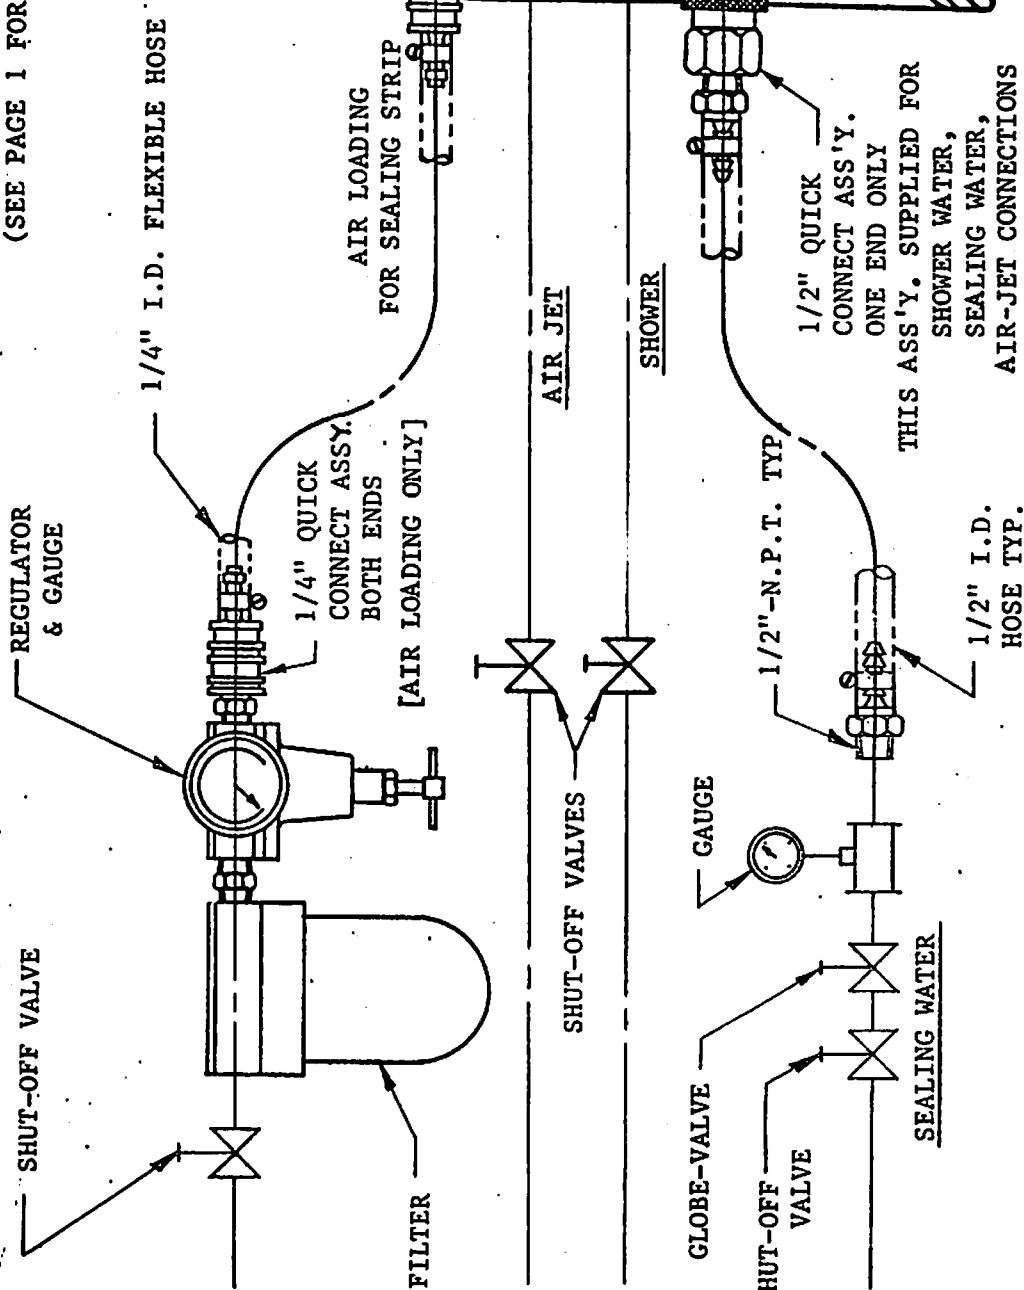 (SEE PAGE 1 FOR
1/4" I.D. FLEXIBLE HOSE
REGULATOR
& GAUGE
SHUT-OFF VALVE
AIR LOADING
FOR SEALING STRIP
1/4" QUICK
CONNECT ASSY.
BOTH ENDS
[AIR LOADING ONLY]
FILTER
AIR JET
SHOWER
SHUT-OFF VALVES
1/2" QUICK
CONNECT ASS'Y.
ONE END ONLY
THIS ASS'Y. SUPPLIED FOR
SHOWER WATER,
SEALING WATER,
AIR-JET CONNECTIONS
1/2"-N.P.T. TYP
1/2" I.D.
HOSE TYP.
GAUGE
GLOBE-VALVE
HUT-OFF
VALVE
SEALING WATER